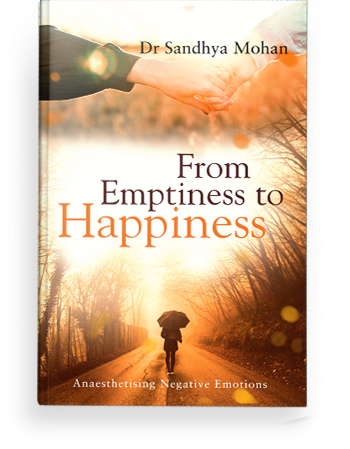 Dr Sandhya Mohan
From
Emptiness to
Happiness
Anaesthetising Negative Emotions